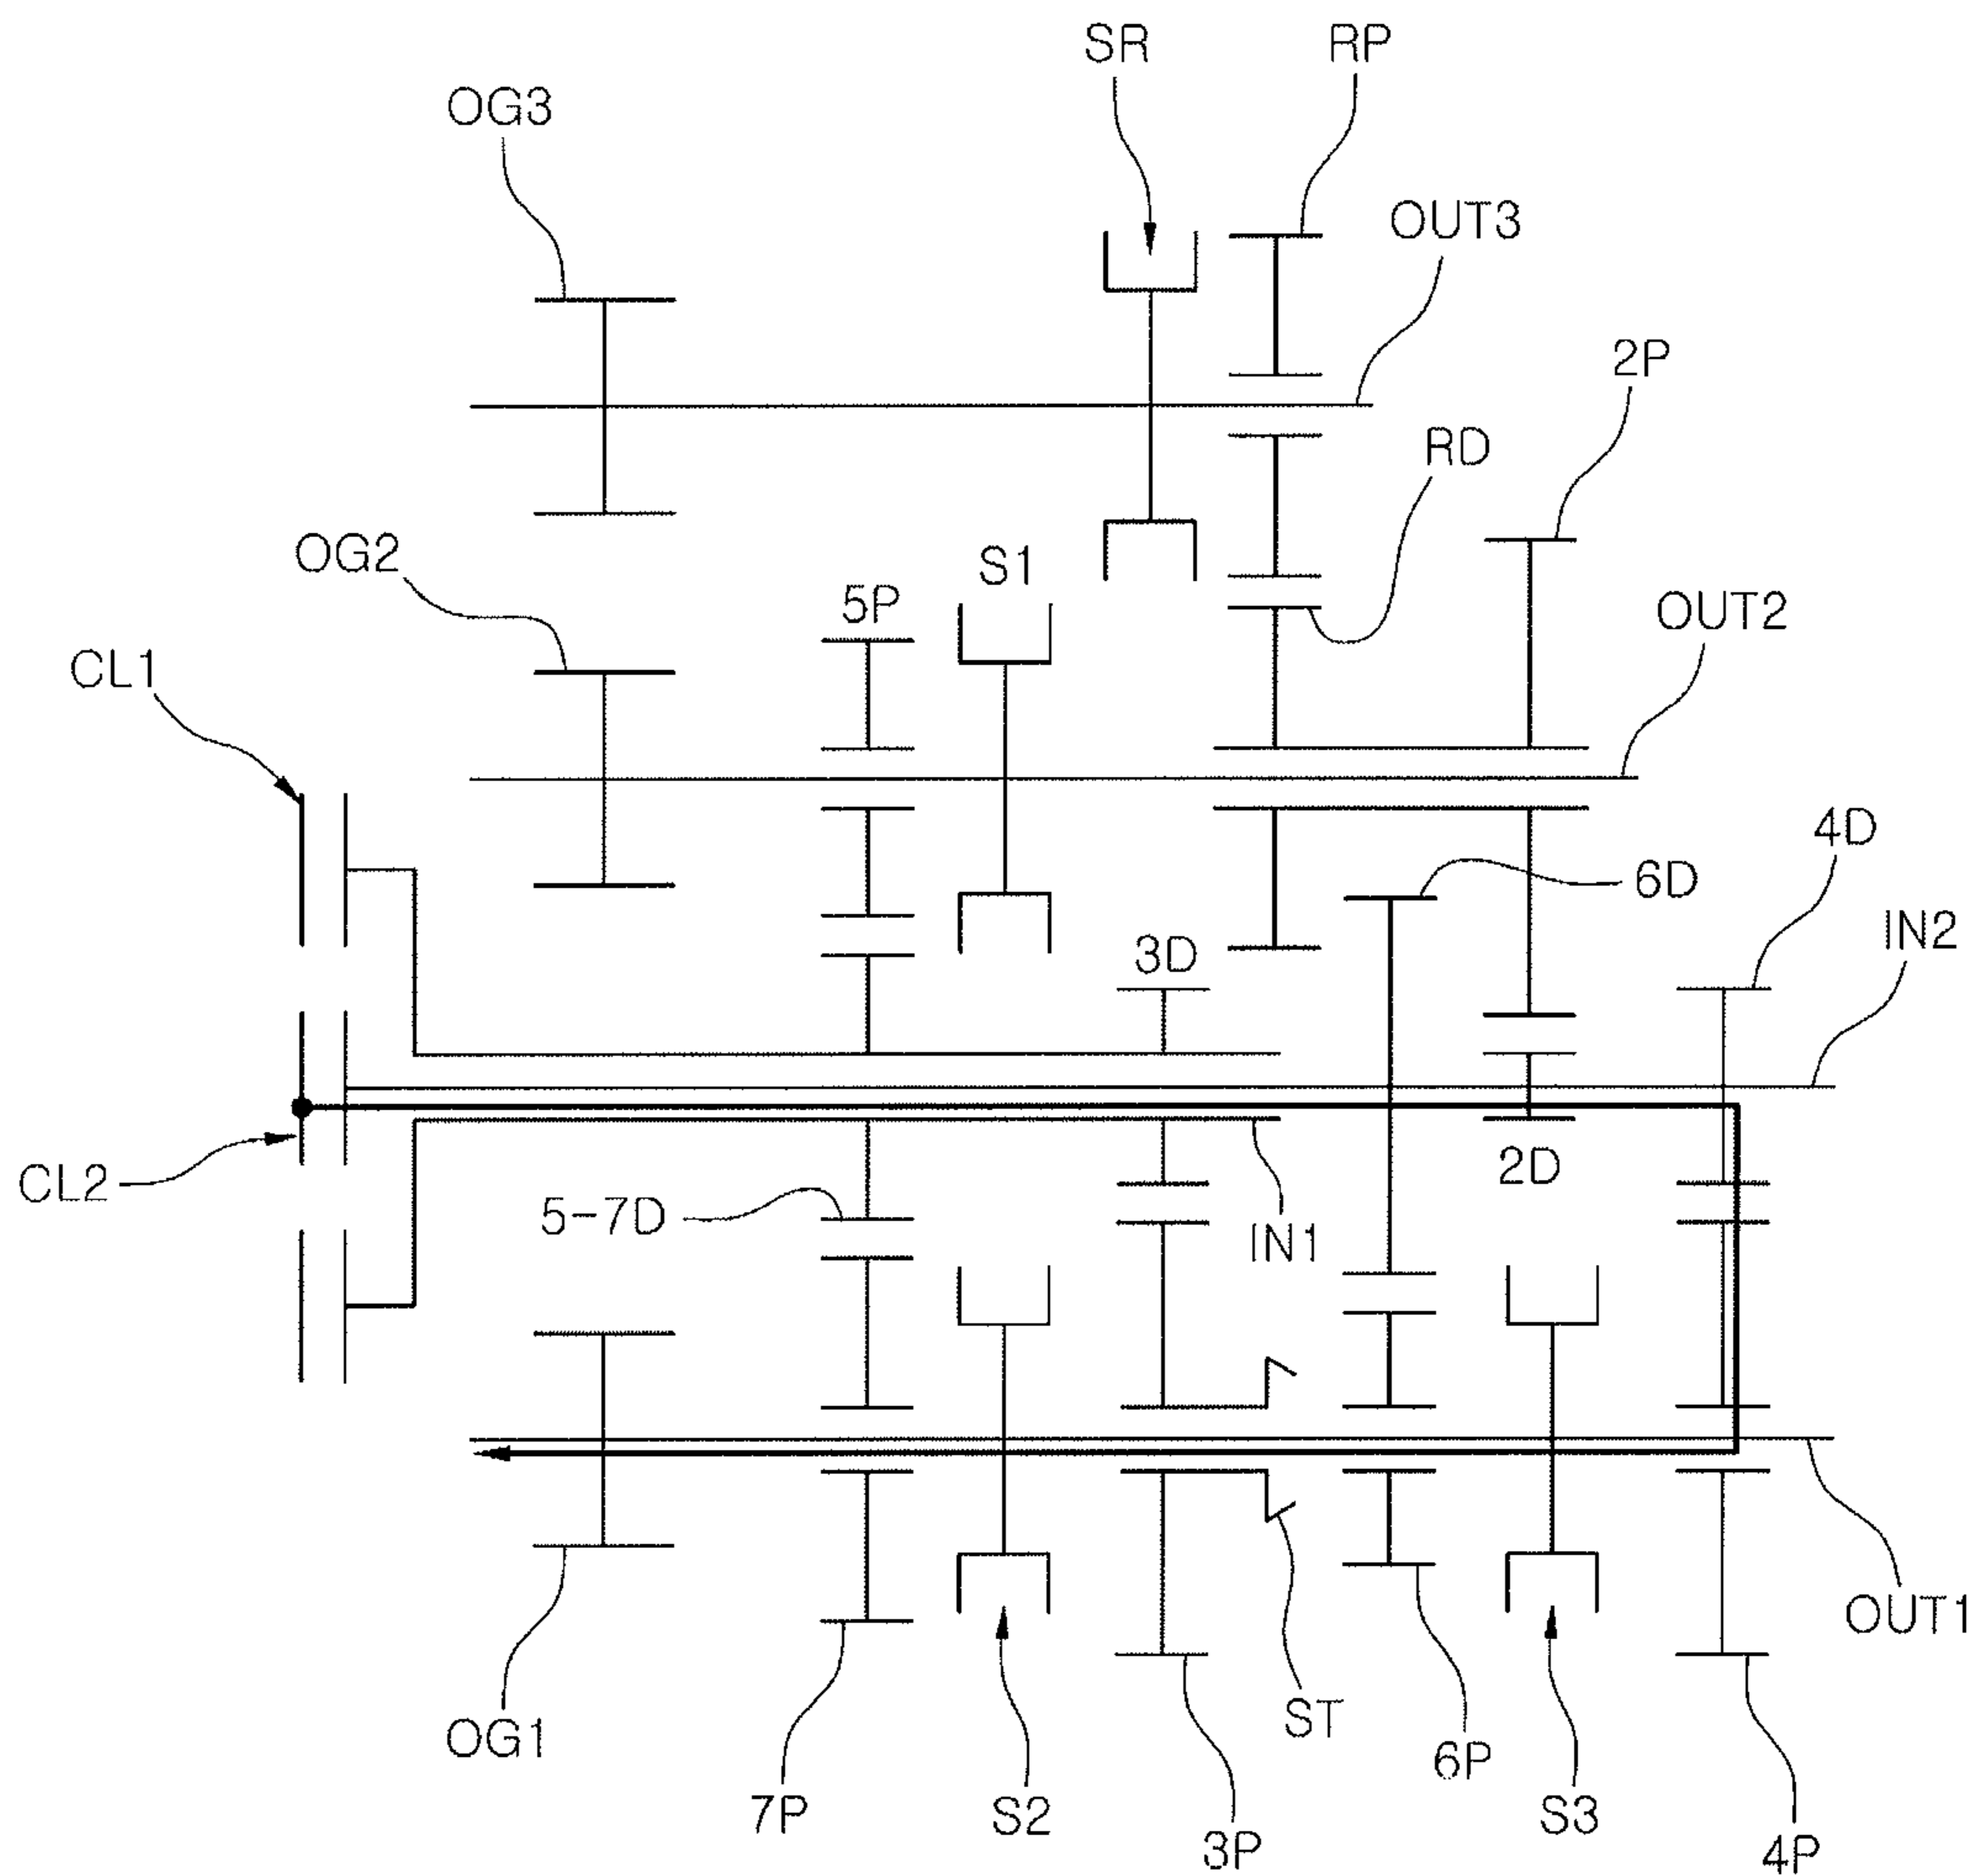 SR
RP
OG3
OUT3
2P
RD
OG2
S1
5P
OUT2
CL1
4D
6D
IN2
3D
CL2
2D
5-7D
IN1
OUT1
ST
OG1
6P
7P
S2
S3
3P
4P